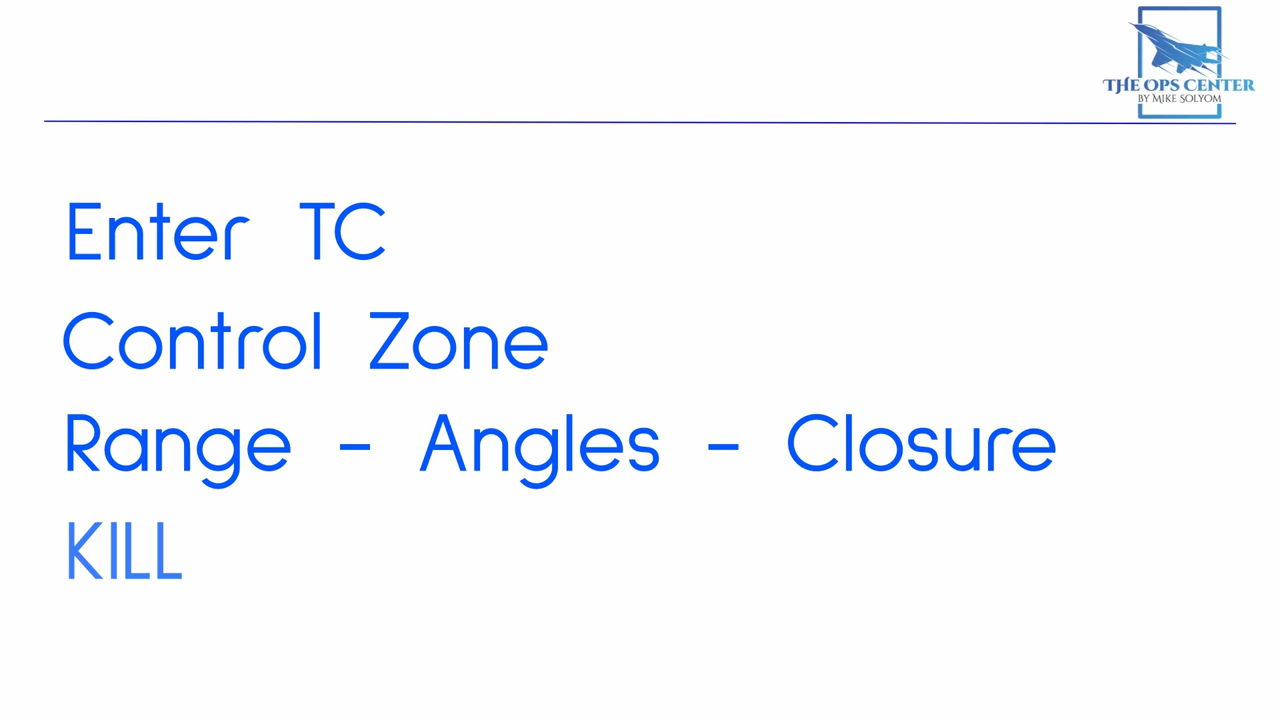 THE OPS CENTER
BY MIKE SOLYOM
Enter TC
Control Zone
Range - Angles - Closure
KILL